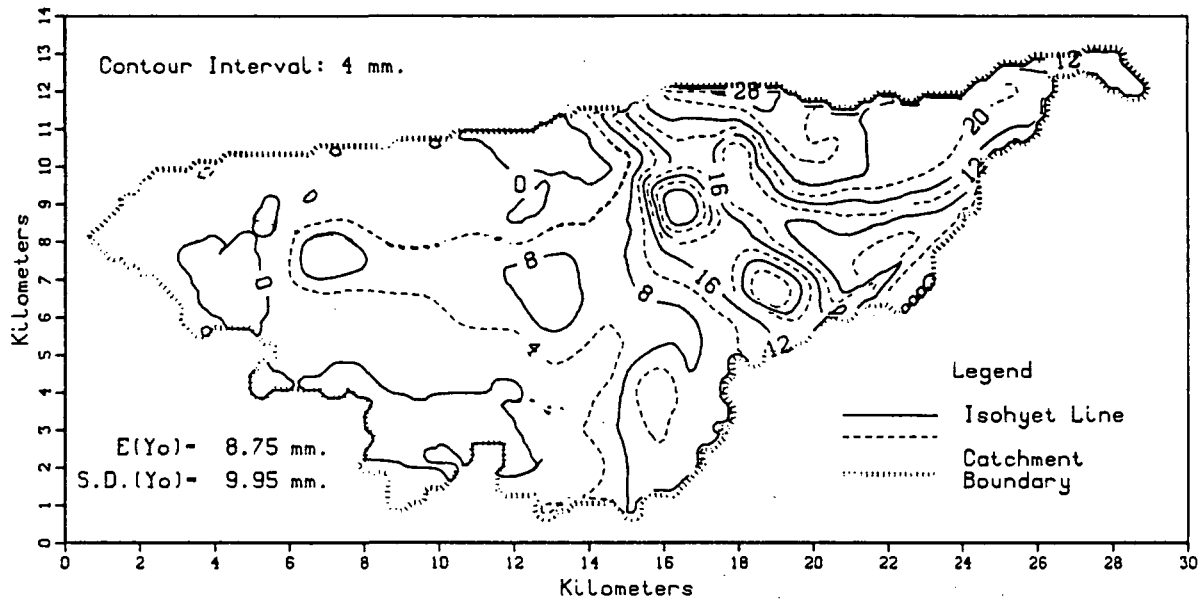 14
13
12
11
10
9
8
7
6
5
4
3
2
1
0
Kilometers
Contour Interval: 4 mm.
28
12
20
12
0
16
8
0
16
8
4
12
0
Legend
Isohyet Line
Catchment
Boundary
E(Yo)- 8.75 mm.
S.D.(Yo)- 9.95 mm.
0 2 4 6 8 10 12 14 16 18 20 22 24 26 28 30
Kilometers